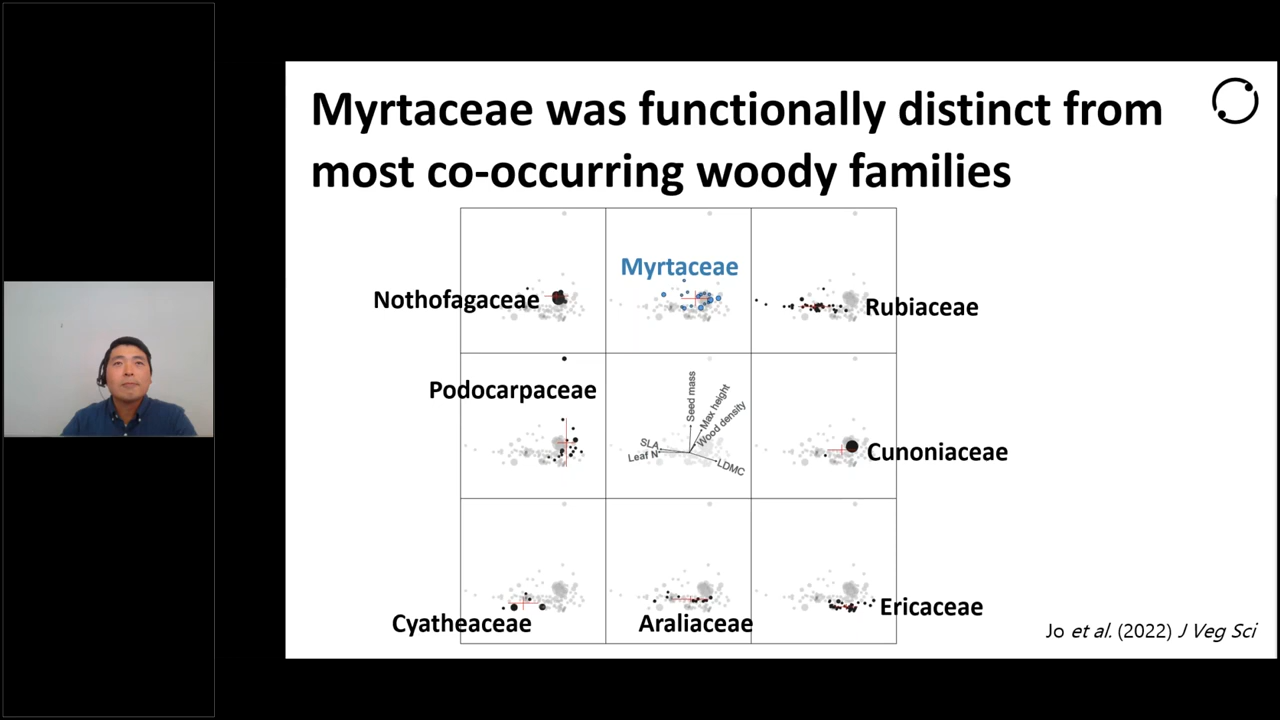 Myrtaceae was functionally distinct from
most co-occurring woody families
Myrtaceae
Nothofagaceae
Rubiaceae
Podocarpaceae
Seed mass
Max height
Wood density
SLA
Leaf N
LDMC
Cunoniaceae
Cyatheaceae
Araliaceae
Ericaceae
Jo et al. (2022) J Veg Sci